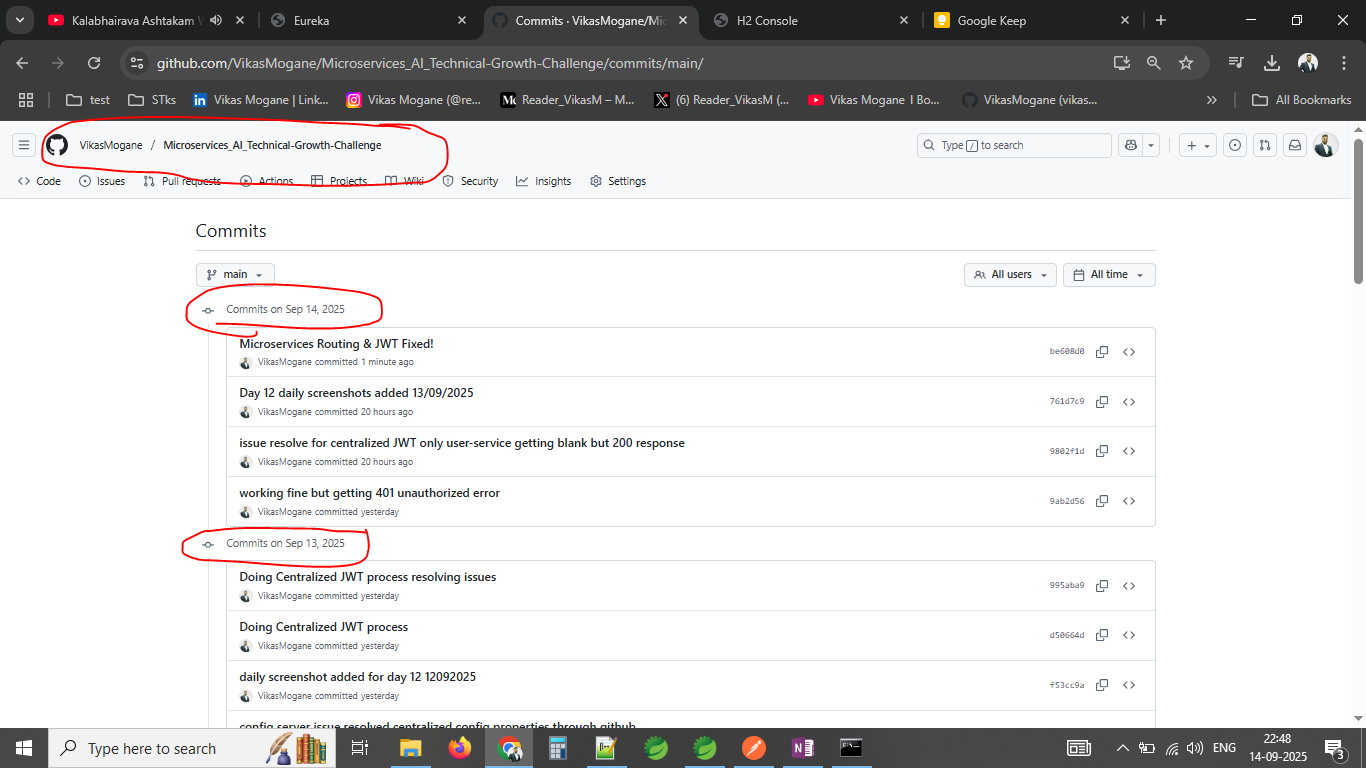 Kalabhairava Ashtakam
Eureka
Commits · VikasMogane/Mic
H2 Console
Google Keep
github.com/VikasMogane/Microservices_AI_Technical-Growth-Challenge/commits/main/
test
STks
Vikas Mogane | Link...
Vikas Mogane (@re...
Reader_VikasM – M...
(6) Reader_VikasM (...
Vikas Mogane I Bo...
VikasMogane (vikas...
All Bookmarks
VikasMogane / Microservices_AI_Technical-Growth-Challenge
Type / to search
Code
Issues
Pull requests
Actions
Projects
Wiki
Security
Insights
Settings
Commits
main
All users
All time
Commits on Sep 14, 2025
Microservices Routing & JWT Fixed!
VikasMogane committed 1 minute ago
be608d0
Day 12 daily screenshots added 13/09/2025
VikasMogane committed 20 hours ago
761d7c9
issue resolve for centralized JWT only user-service getting blank but 200 response
VikasMogane committed 20 hours ago
9802f1d
working fine but getting 401 unauthorized error
VikasMogane committed yesterday
9ab2d56
Commits on Sep 13, 2025
Doing Centralized JWT process resolving issues
VikasMogane committed yesterday
995aba9
Doing Centralized JWT process
VikasMogane committed yesterday
d50664d
daily screenshot added for day 12 12092025
VikasMogane committed yesterday
f53cc9a
config server issue resolved centralized config properties through github
Type here to search
ENG
22:48
14-09-2025
3